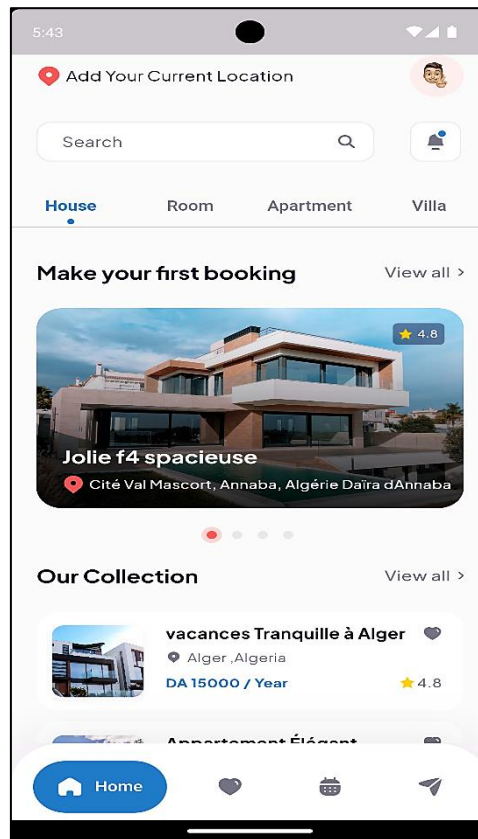 5:43
Add Your Current Location
Search
House Room Apartment Villa
Make your first booking View all >
4.8
Jolie f4 spacieuse
Cité Val Mascort, Annaba, Algérie Daïra dAnnaba
Our Collection View all >
vacances Tranquille à Alger
Alger ,Algeria
DA 15000 / Year 4.8
Appartement Élégant
Home